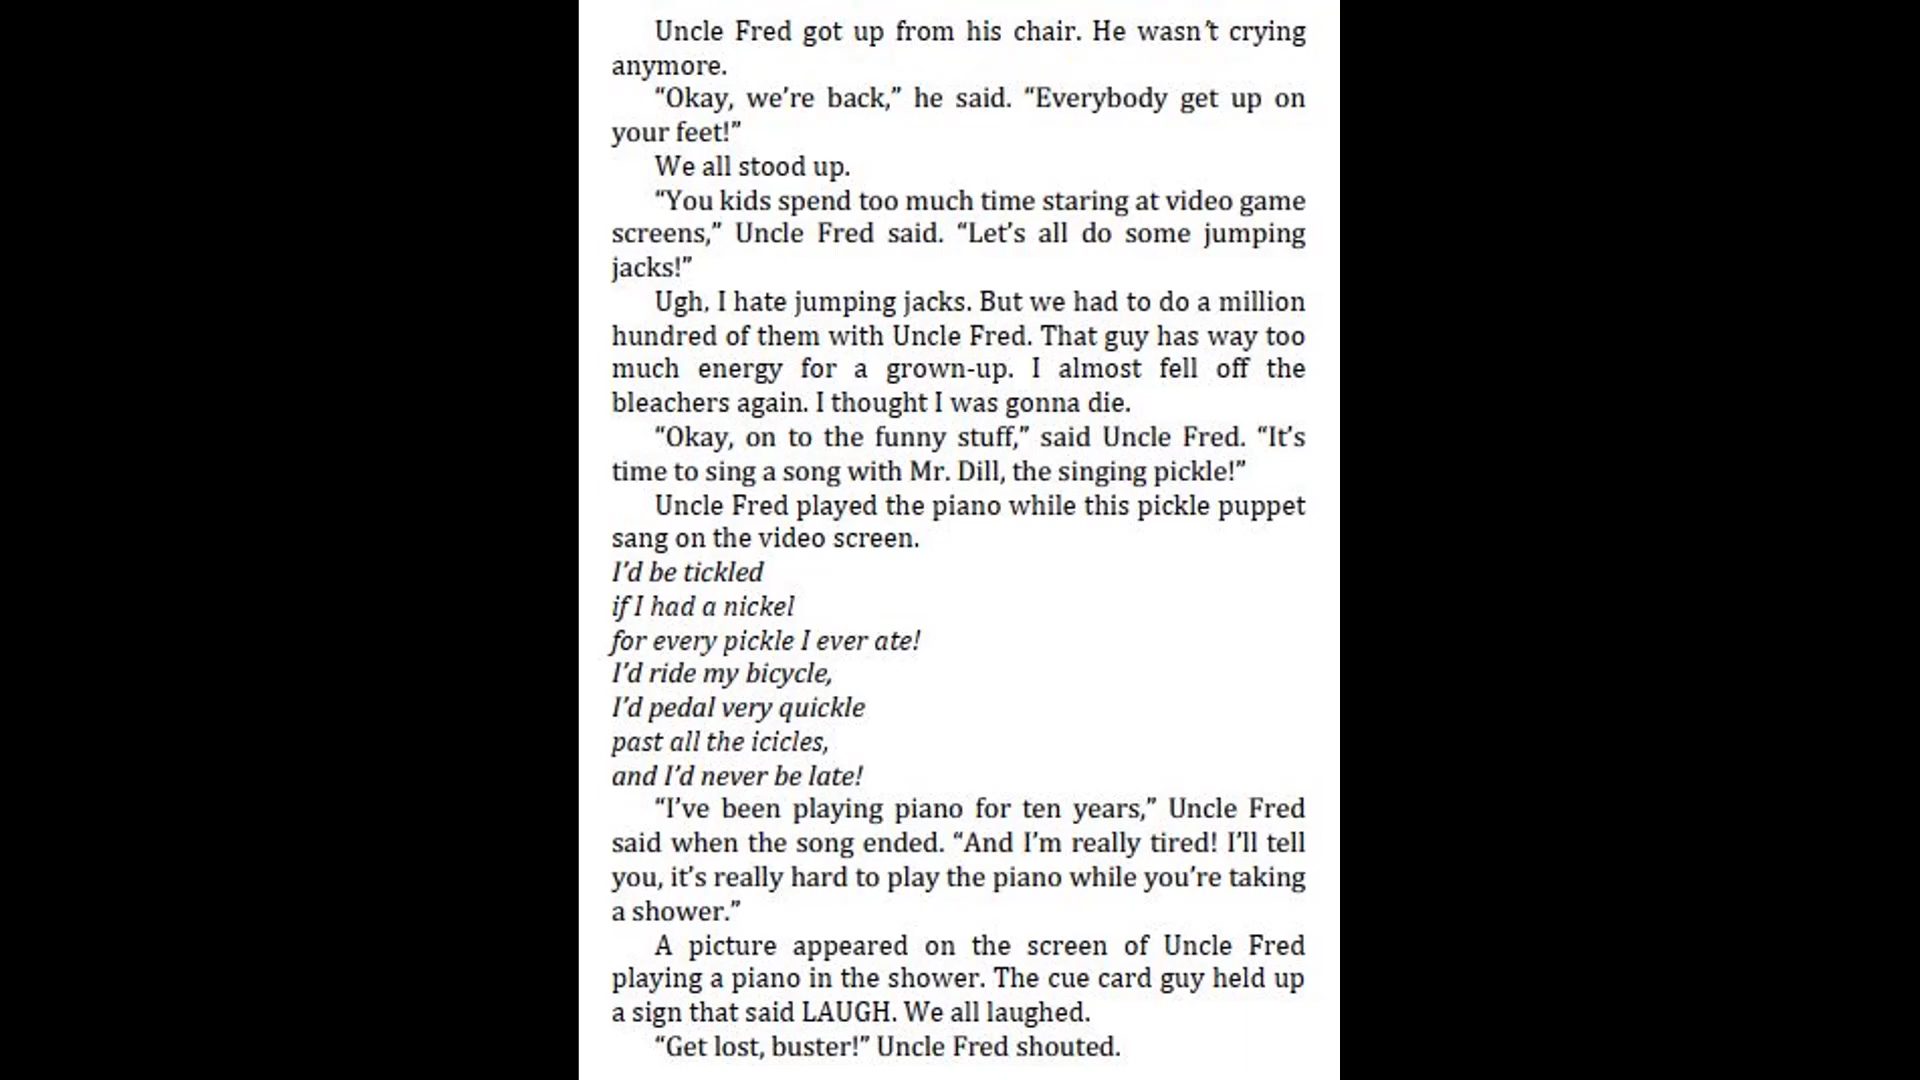 Uncle Fred got up from his chair. He wasn't crying
anymore.
“Okay, we’re back,” he said. “Everybody get up on
your feet!”
We all stood up.
“You kids spend too much time staring at video game
screens,” Uncle Fred said. “Let’s all do some jumping
jacks!”
Ugh. I hate jumping jacks. But we had to do a million
hundred of them with Uncle Fred. That guy has way too
much energy for a grown-up. I almost fell off the
bleachers again. I thought I was gonna die.
“Okay, on to the funny stuff,” said Uncle Fred. “It’s
time to sing a song with Mr. Dill, the singing pickle!”
Uncle Fred played the piano while this pickle puppet
sang on the video screen.
I’d be tickled
if I had a nickel
for every pickle I ever ate!
I’d ride my bicycle,
I’d pedal very quickle
past all the icicles,
and I’d never be late!
“I’ve been playing piano for ten years,” Uncle Fred
said when the song ended. “And I’m really tired! I’ll tell
you, it’s really hard to play the piano while you’re taking
a shower.”
A picture appeared on the screen of Uncle Fred
playing a piano in the shower. The cue card guy held up
a sign that said LAUGH. We all laughed.
“Get lost, buster!” Uncle Fred shouted.